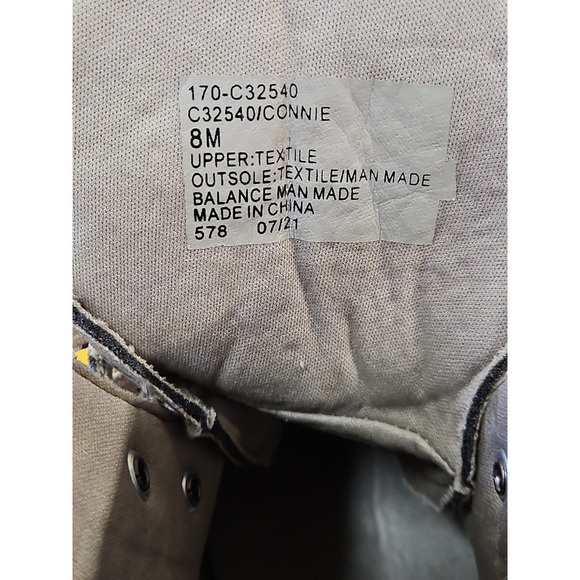 170-C32540
C32540/CONNIE
8M
UPPER:TEXTILE
OUTSOLE:TEXTILE/MAN MADE
BALANCE MAN MADE
MADE IN CHINA
578 07/21